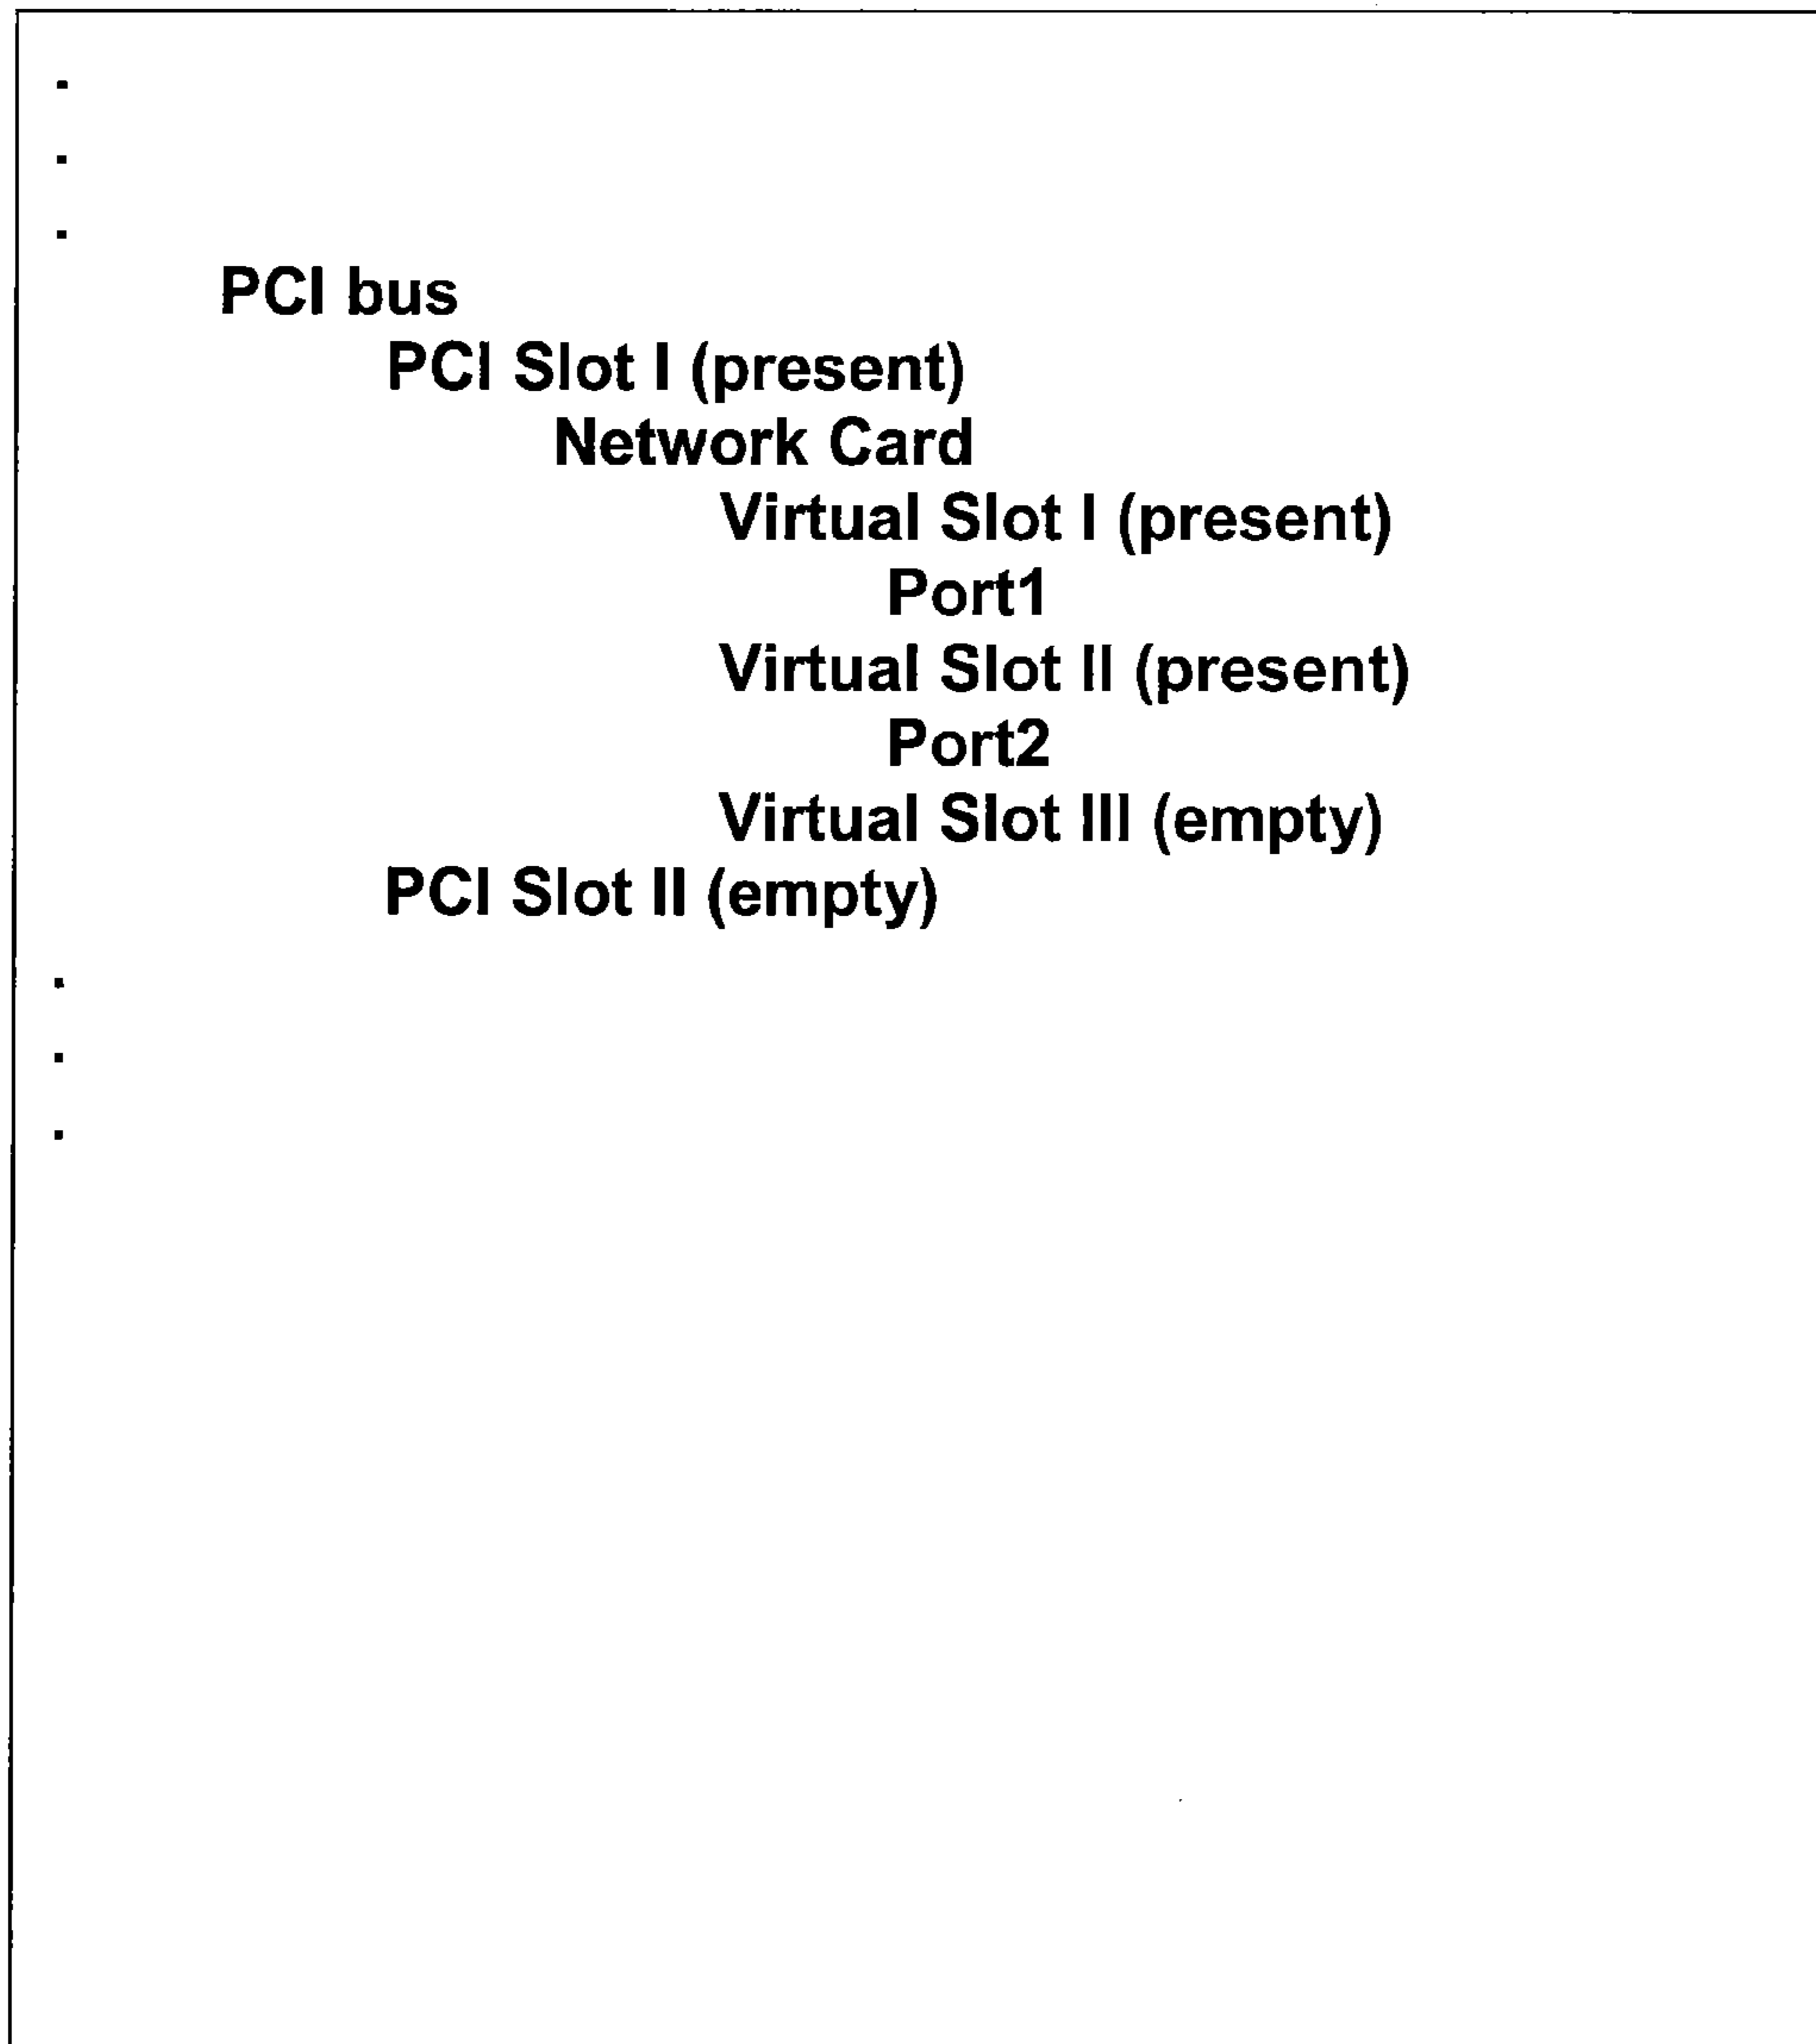 .
.
.
PCI bus
PCI Slot I (present)
Network Card
Virtual Slot I (present)
Port1
Virtual Slot II (present)
Port2
Virtual Slot III (empty)
PCI Slot II (empty)
.
.
.